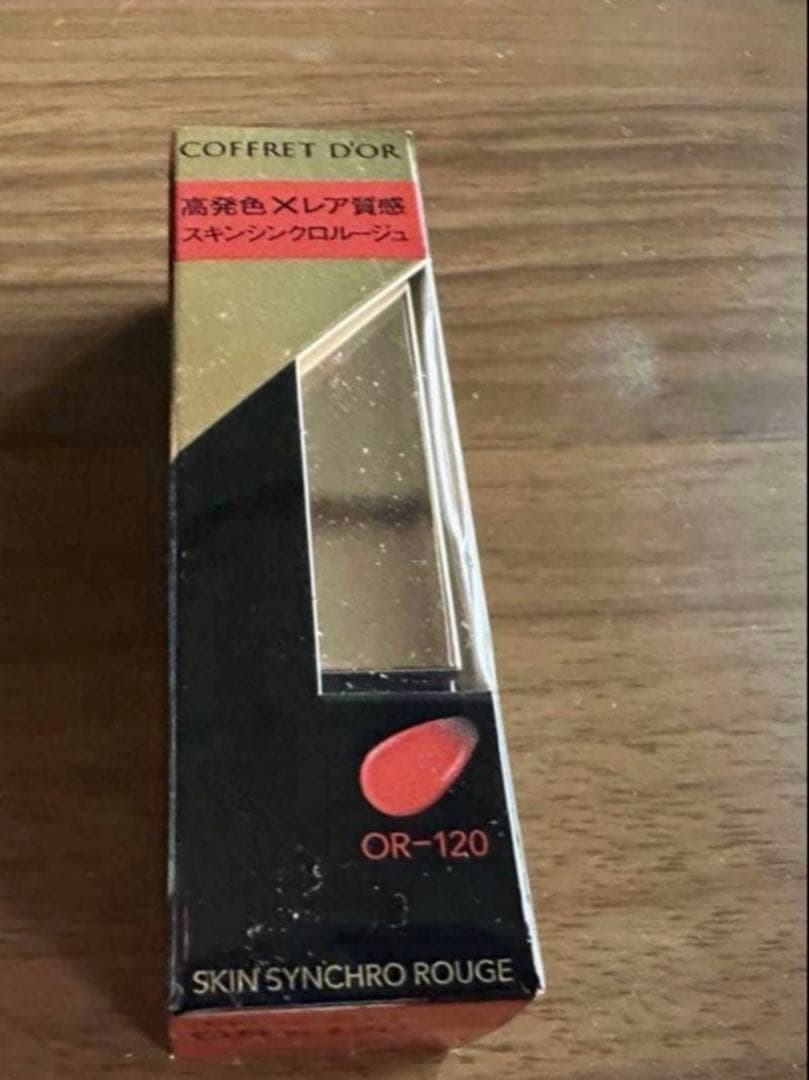 COFFRET D'OR
高発色×レア質感
スキンシンクロルージュ
OR-120
SKIN SYNCHRO ROUGE